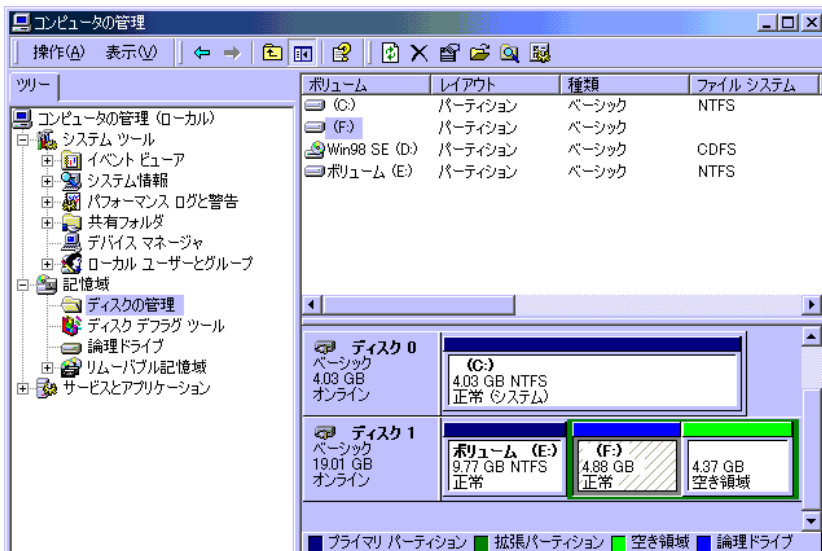 コンピュータの管理
操作(A) 表示(V)
ツリー
コンピュータの管理 (ローカル)
システム ツール
イベント ビューア
システム情報
パフォーマンス ログと警告
共有フォルダ
デバイス マネージャ
ローカル ユーザーとグループ
記憶域
ディスクの管理
ディスク デフラグ ツール
論理ドライブ
リムーバブル記憶域
サービスとアプリケーション
ボリューム レイアウト 種類 ファイル システム
(C:) パーティション ベーシック NTFS
(F:) パーティション ベーシック
Win98 SE (D:) パーティション ベーシック CDFS
ボリューム (E:) パーティション ベーシック NTFS
ディスク 0
ベーシック
4.03 GB
オンライン
(C:)
4.03 GB NTFS
正常 (システム)
ディスク 1
ベーシック
19.01 GB
オンライン
ボリューム (E:)
9.77 GB NTFS
正常
(F:)
4.88 GB
正常
4.37 GB
空き領域
プライマリ パーティション 拡張パーティション 空き領域 論理ドライブ